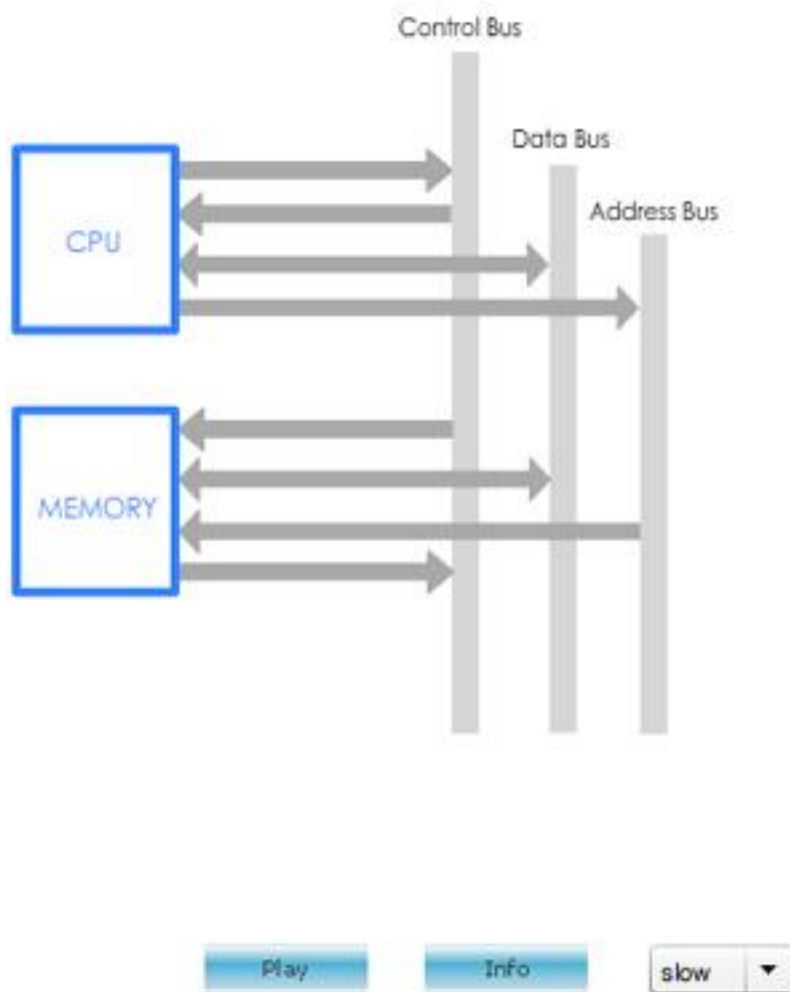 Control Bus
Data Bus
Address Bus
CPU
MEMORY
Play
Info
slow